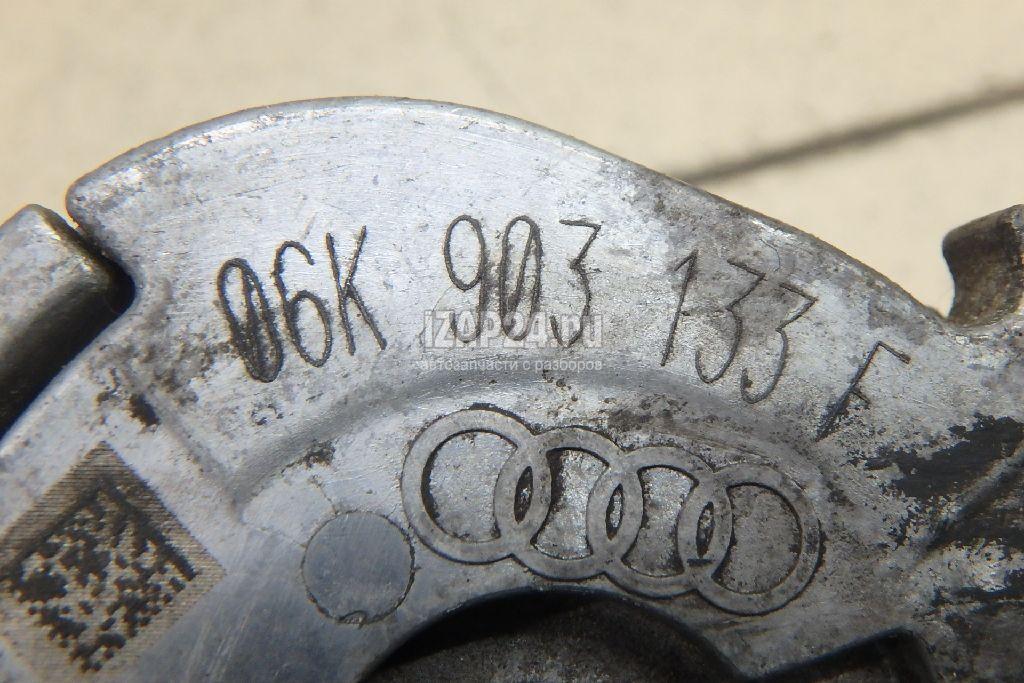 06K 903 133 F
IZAP24.ru
автозапчасти с разборов